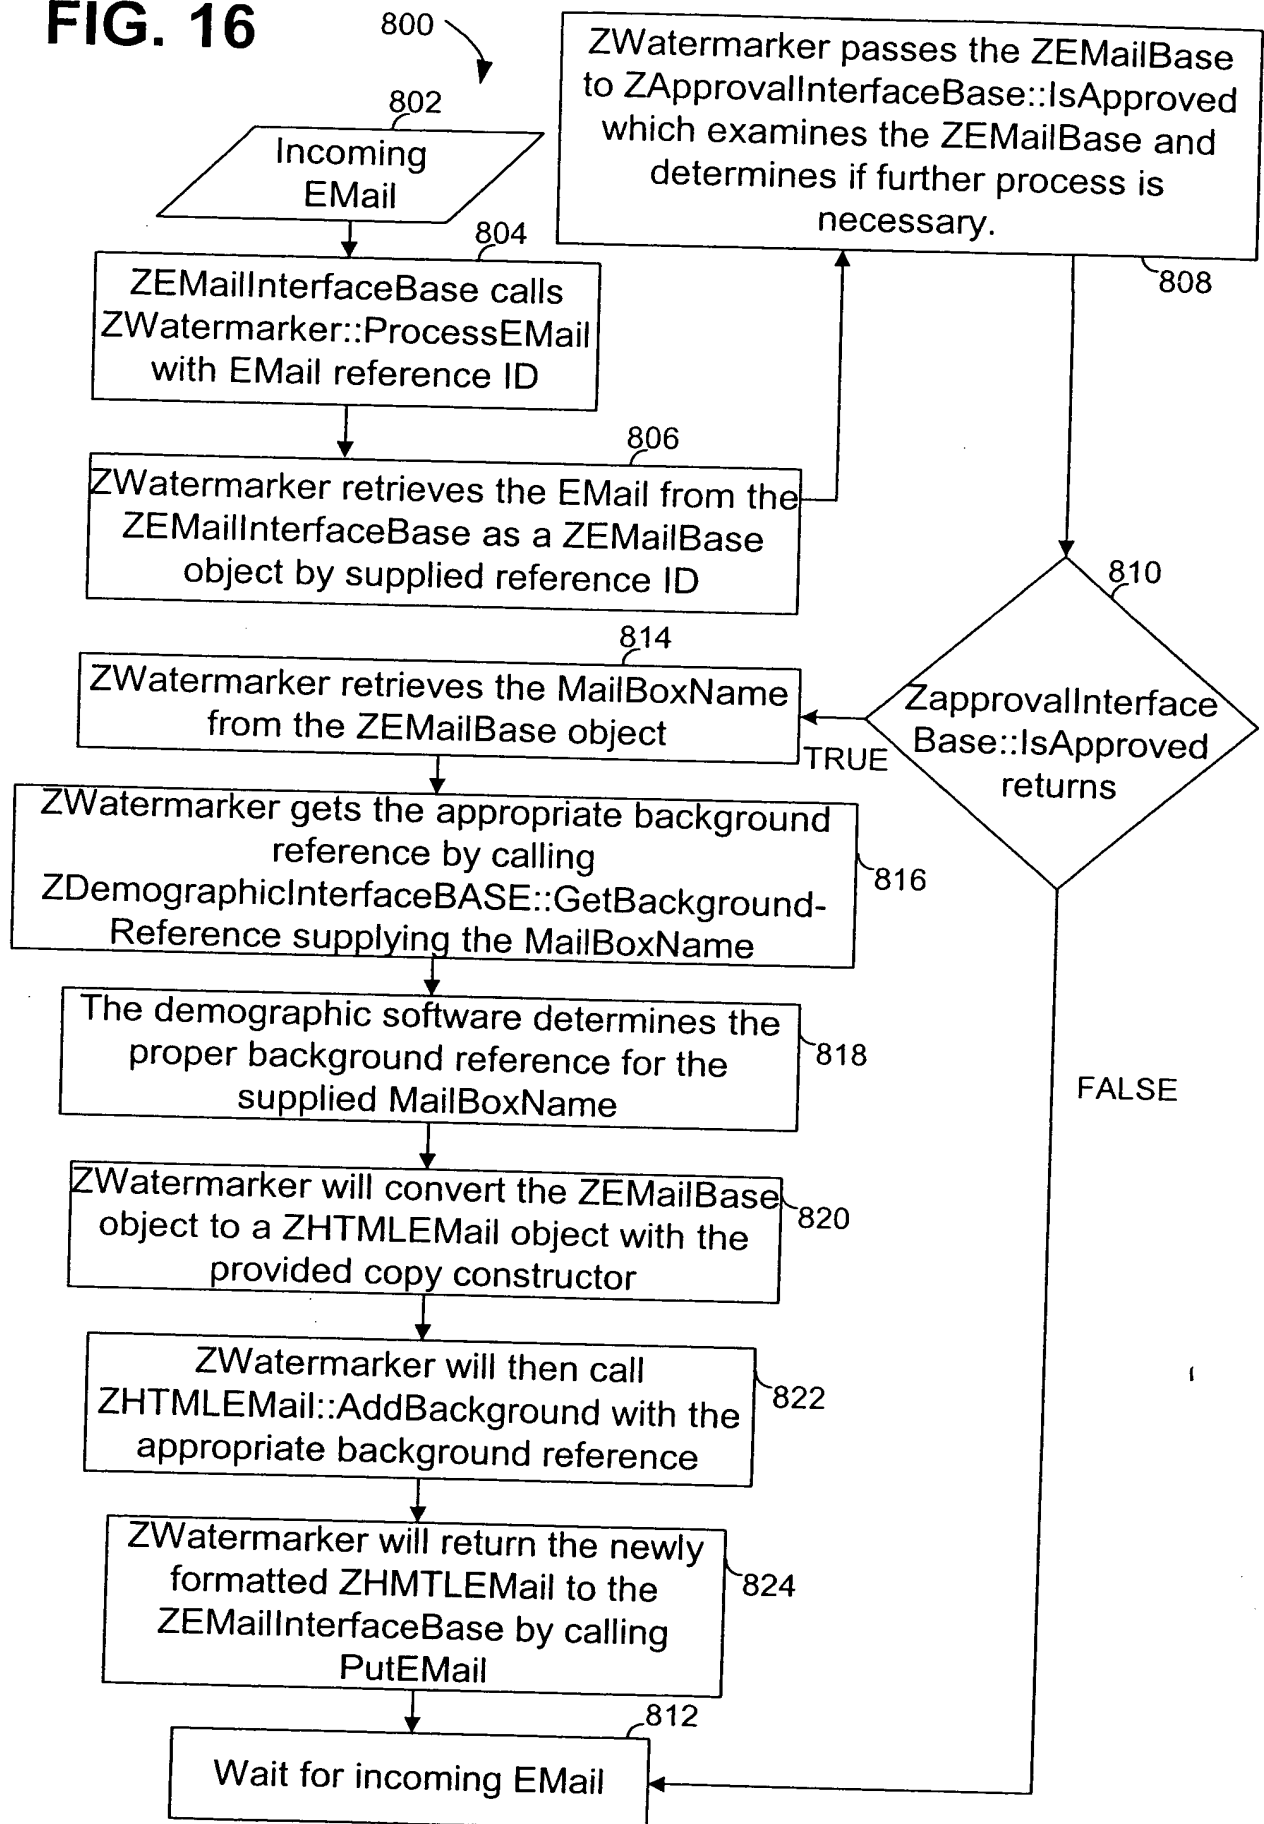 FIG. 16
800
802
Incoming
EMail
804
ZEMailInterfaceBase calls
ZWatermarker::ProcessEMail
with EMail reference ID
806
ZWatermarker retrieves the EMail from the
ZEMailInterfaceBase as a ZEMailBase
object by supplied reference ID
ZWatermarker passes the ZEMailBase
to ZApprovalInterfaceBase::IsApproved
which examines the ZEMailBase and
determines if further process is
necessary.
808
810
ZapprovalInterface
Base::IsApproved
returns
TRUE
FALSE
814
ZWatermarker retrieves the MailBoxName
from the ZEMailBase object
ZWatermarker gets the appropriate background
reference by calling
ZDemographicInterfaceBASE::GetBackground-
Reference supplying the MailBoxName
816
The demographic software determines the
proper background reference for the
supplied MailBoxName
818
ZWatermarker will convert the ZEMailBase
object to a ZHTMLEMail object with the
provided copy constructor
820
ZWatermarker will then call
ZHTMLEMail::AddBackground with the
appropriate background reference
822
ZWatermarker will return the newly
formatted ZHMTLEMail to the
ZEMailInterfaceBase by calling
PutEMail
824
812
Wait for incoming EMail